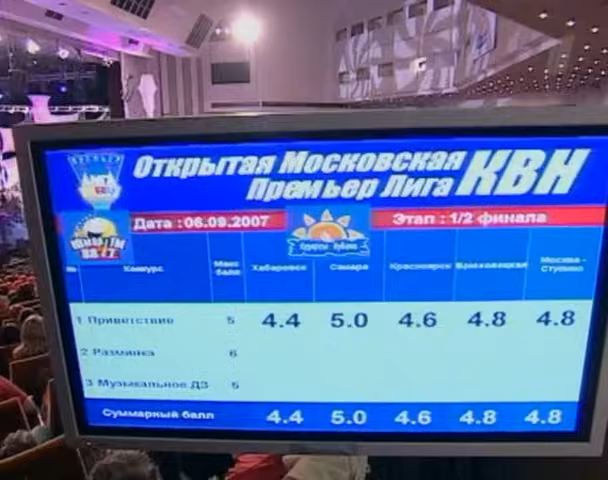 Открытая Московская
Премьер Лига КВН
Дата : 06.09.2007
Этап : 1/2 финала
№ Конкурс Макс балл Хабаровск Самара Красноярск Брюховецкая Москва - Ступино
1 Приветствие 5 4.4 5.0 4.6 4.8 4.8
2 Разминка 6
3 Музыкальное ДЗ 5
Суммарный балл 4.4 5.0 4.6 4.8 4.8